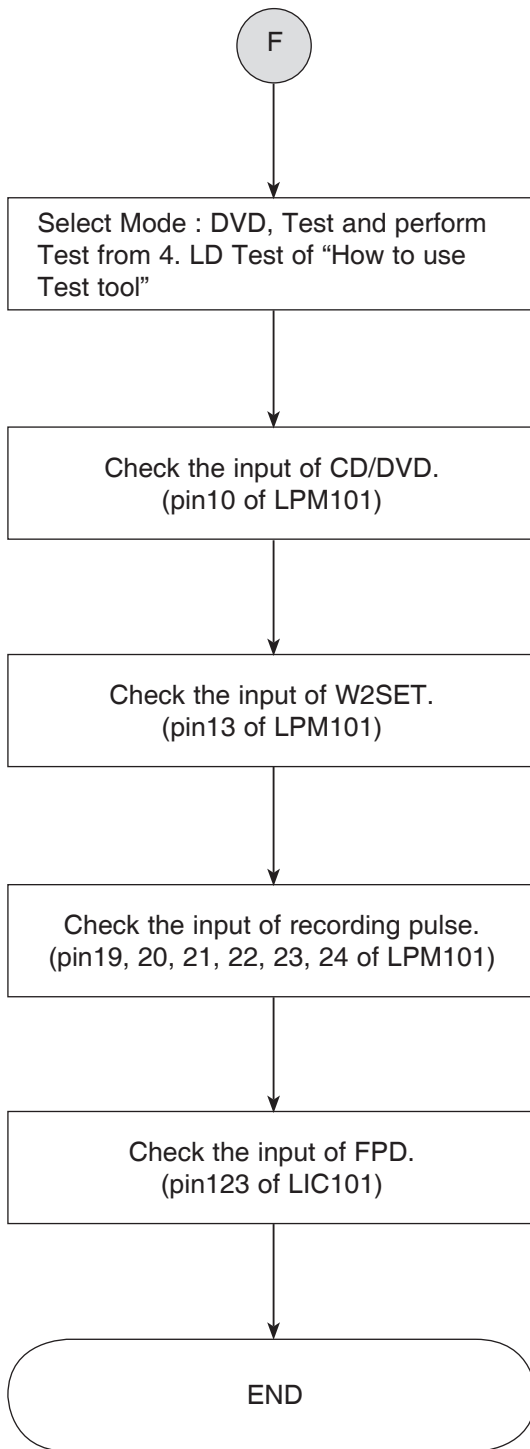 F
Select Mode : DVD, Test and perform
Test from 4. LD Test of “How to use
Test tool”
Check the input of CD/DVD.
(pin10 of LPM101)
Check the input of W2SET.
(pin13 of LPM101)
Check the input of recording pulse.
(pin19, 20, 21, 22, 23, 24 of LPM101)
Check the input of FPD.
(pin123 of LIC101)
END